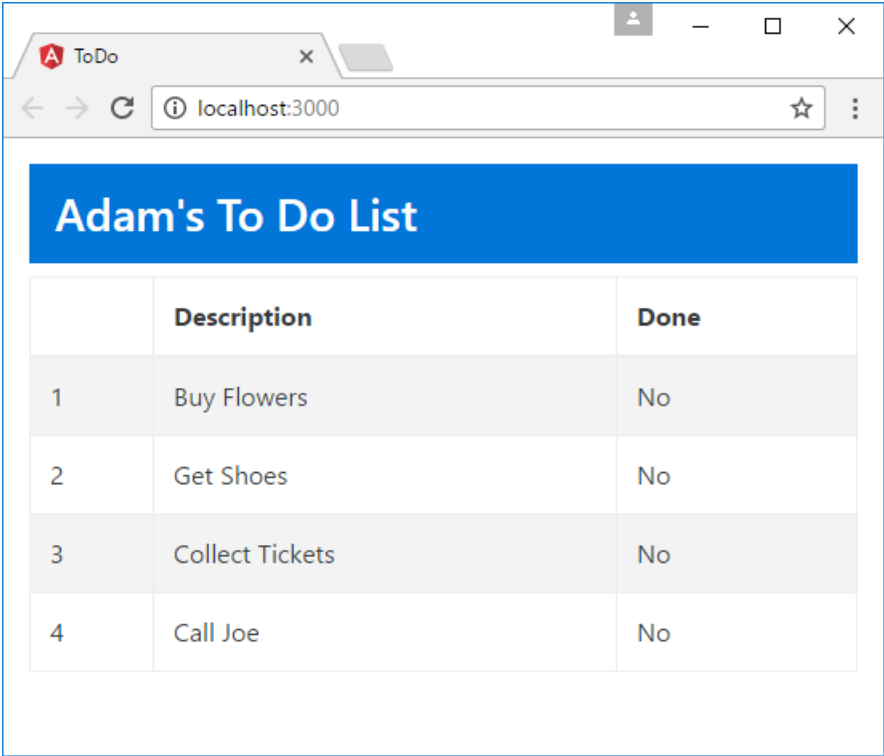 ToDo
localhost:3000
Adam's To Do List
Description Done
1 Buy Flowers No
2 Get Shoes No
3 Collect Tickets No
4 Call Joe No